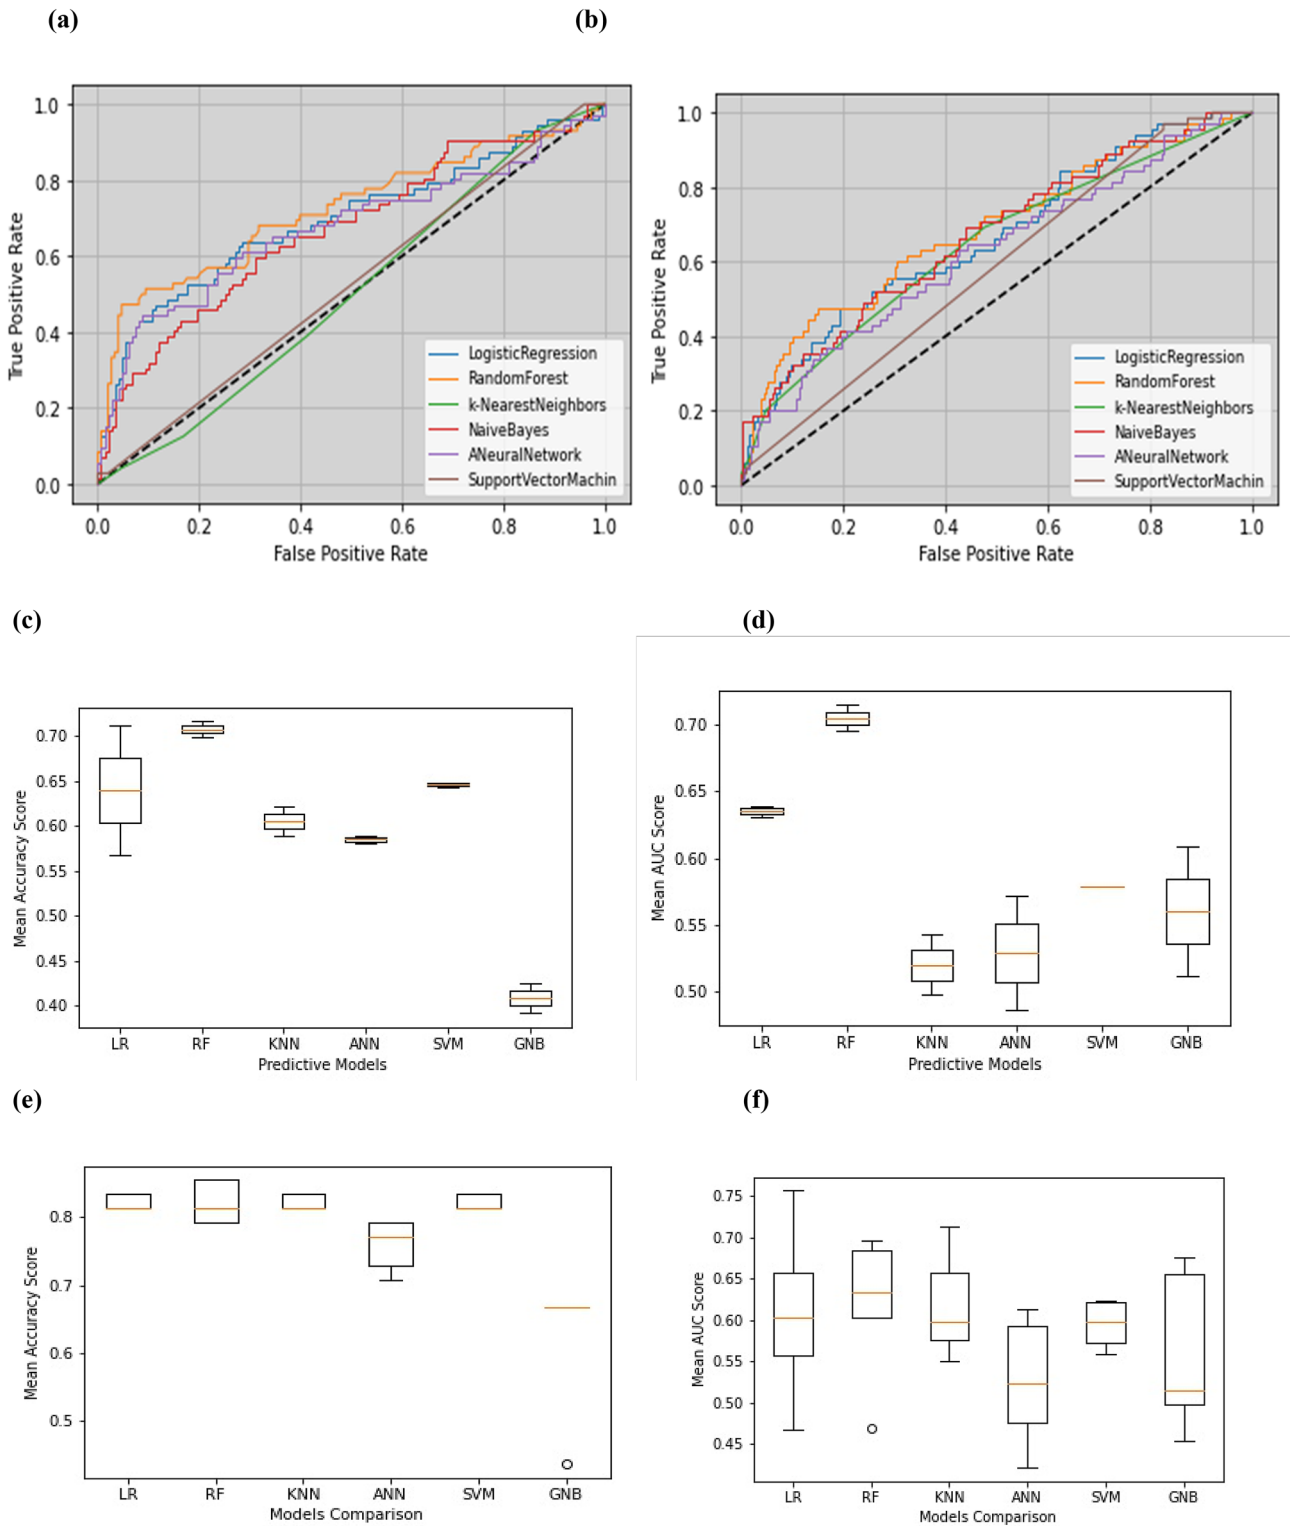 (a)
(b)
1.0
0.8
0.6
0.4
0.2
0.0
True Positive Rate
LogisticRegression
RandomForest
k-NearestNeighbors
NaiveBayes
ANeuralNetwork
SupportVectorMachin
0.0 0.2 0.4 0.6 0.8 1.0
False Positive Rate
1.0
0.8
0.6
0.4
0.2
0.0
True Positive Rate
LogisticRegression
RandomForest
k-NearestNeighbors
NaiveBayes
ANeuralNetwork
SupportVectorMachin
0.0 0.2 0.4 0.6 0.8 1.0
False Positive Rate
(c)
(d)
0.70
0.65
0.60
0.55
0.50
0.45
0.40
Mean Accuracy Score
LR RF KNN ANN SVM GNB
Predictive Models
0.70
0.65
0.60
0.55
0.50
Mean AUC Score
LR RF KNN ANN SVM GNB
Predictive Models
(e)
(f)
0.8
0.7
0.6
0.5
Mean Accuracy Score
LR RF KNN ANN SVM GNB
Models Comparison
0.75
0.70
0.65
0.60
0.55
0.50
0.45
Mean AUC Score
LR RF KNN ANN SVM GNB
Models Comparison